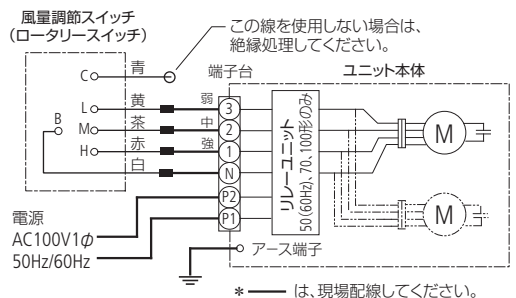 風量調節スイッチ
（ロータリースイッチ）
この線を使用しない場合は、
絶縁処理してください。
C
青
端子台
ユニット本体
L
黄
弱
3
B
M
茶
中
2
H
赤
強
1
白
N
P2
P1
リレーユニット
50(60Hz)、70、100形のみ
M
M
電源
AC100V1φ
50Hz/60Hz
アース端子
＊ は、現場配線してください。